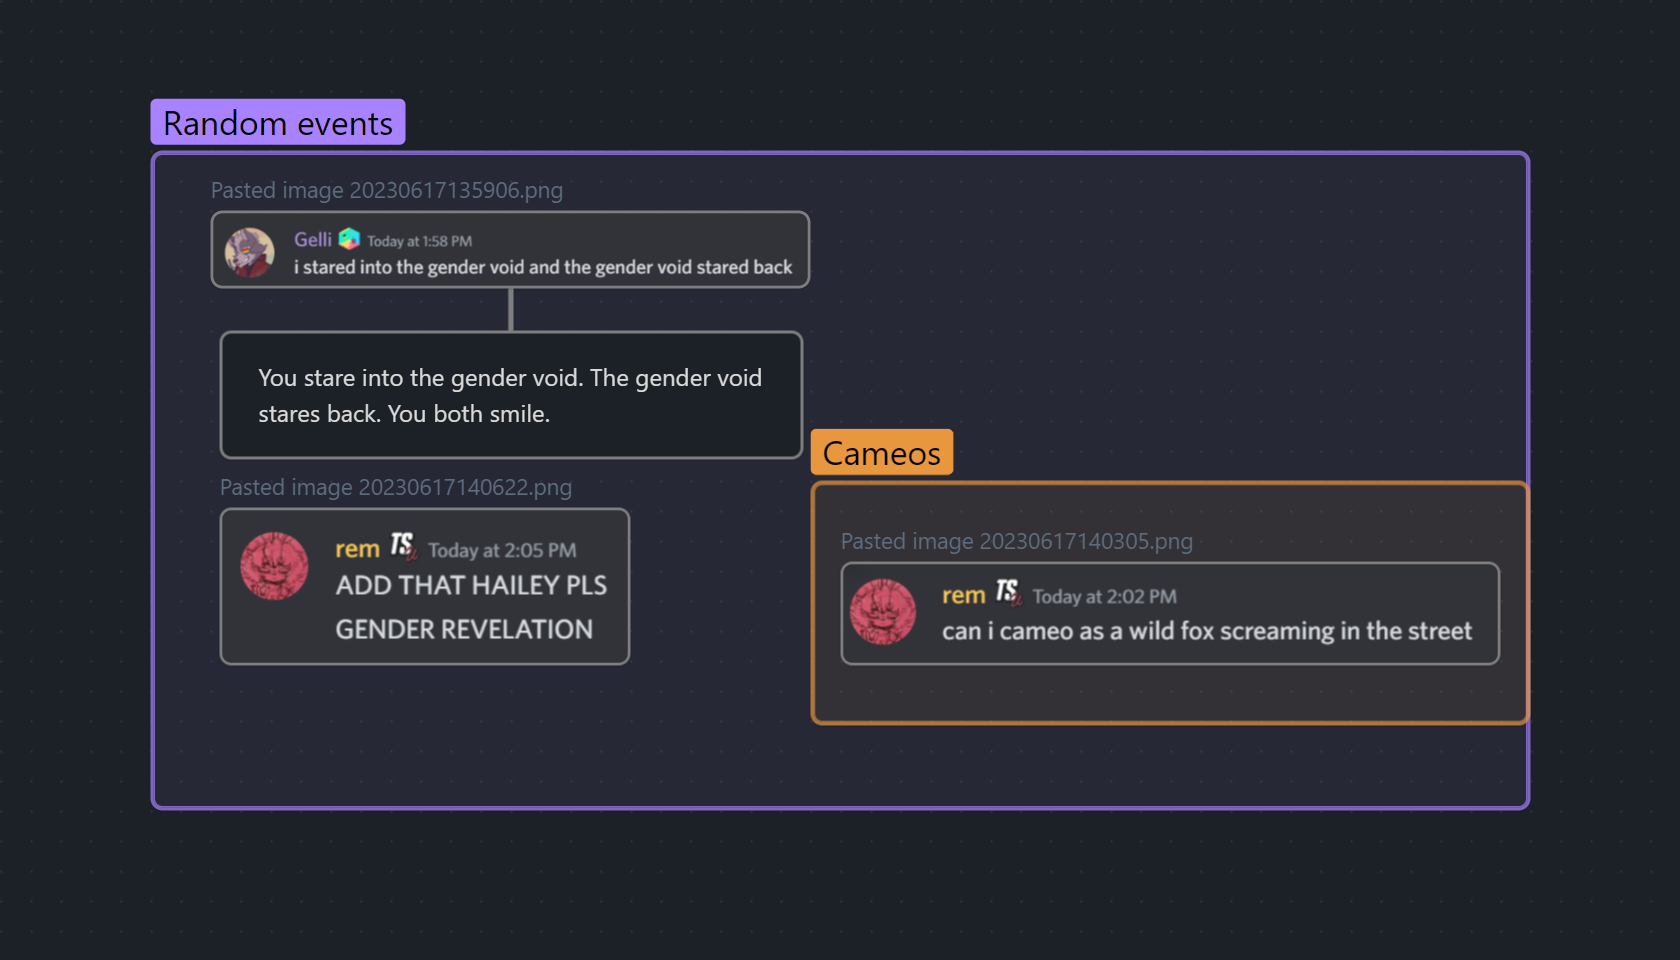 Random events
Pasted image 20230617135906.png
Gelli Today at 1:58 PM
i stared into the gender void and the gender void stared back
You stare into the gender void. The gender void
stares back. You both smile.
Pasted image 20230617140622.png
rem TS Today at 2:05 PM
ADD THAT HAILEY PLS
GENDER REVELATION
Cameos
Pasted image 20230617140305.png
rem TS Today at 2:02 PM
can i cameo as a wild fox screaming in the street